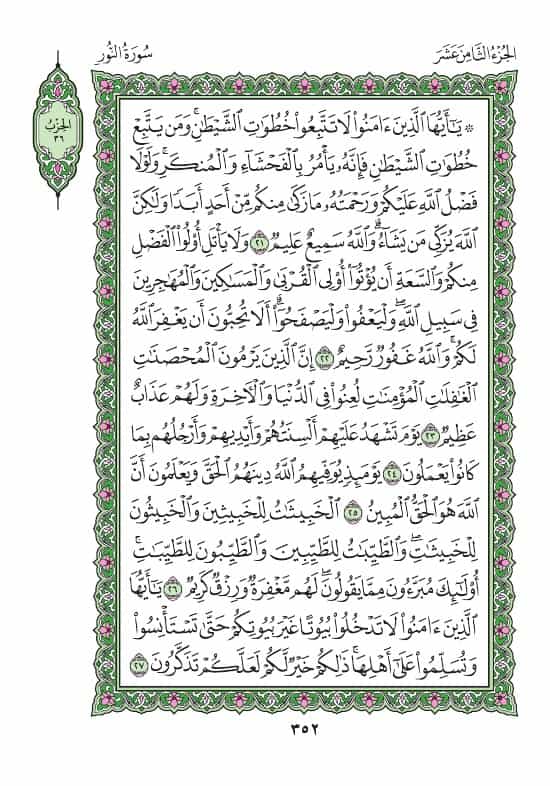 الجزء الثامن عشر
سورة النور
الحزب
٣٦
۞ يَٰٓأَيُّهَا ٱلَّذِينَ ءَامَنُوا۟ لَا تَتَّبِعُوا۟ خُطُوَٰتِ ٱلشَّيْطَٰنِ ۚ وَمَن يَتَّبِعْ
خُطُوَٰتِ ٱلشَّيْطَٰنِ فَإِنَّهُۥ يَأْمُرُ بِٱلْفَحْشَآءِ وَٱلْمُنكَرِ ۚ وَلَوْلَا
فَضْلُ ٱللَّهِ عَلَيْكُمْ وَرَحْمَتُهُۥ مَا زَكَىٰ مِنكُم مِّنْ أَحَدٍ أَبَدًا وَلَٰكِنَّ
ٱللَّهَ يُزَكِّى مَن يَشَآءُ ۗ وَٱللَّهُ سَمِيعٌ عَلِيمٌ ٢١ وَلَا يَأْتَلِ أُو۟لُوا۟ ٱلْفَضْلِ
مِنكُمْ وَٱلسَّعَةِ أَن يُؤْتُوٓا۟ أُو۟لِى ٱلْقُرْبَىٰ وَٱلْمَسَٰكِينَ وَٱلْمُهَٰجِرِينَ
فِى سَبِيلِ ٱللَّهِ ۖ وَلْيَعْفُوا۟ وَلْيَصْفَحُوٓا۟ ۗ أَلَا تُحِبُّونَ أَن يَغْفِرَ ٱللَّهُ
لَكُمْ ۗ وَٱللَّهُ غَفُورٌ رَّحِيمٌ ٢٢ إِنَّ ٱلَّذِينَ يَرْمُونَ ٱلْمُحْصَنَٰتِ
ٱلْغَٰفِلَٰتِ ٱلْمُؤْمِنَٰتِ لُعِنُوا۟ فِى ٱلدُّنْيَا وَٱلْءَاخِرَةِ وَلَهُمْ عَذَابٌ
عَظِيمٌ ٢٣ يَوْمَ تَشْهَدُ عَلَيْهِمْ أَلْسِنَتُهُمْ وَأَيْدِيهِمْ وَأَرْجُلُهُم بِمَا
كَانُوا۟ يَعْمَلُونَ ٢٤ يَوْمَئِذٍ يُوَفِّيهِمُ ٱللَّهُ دِينَهُمُ ٱلْحَقَّ وَيَعْلَمُونَ أَنَّ
ٱللَّهَ هُوَ ٱلْحَقُّ ٱلْمُبِينُ ٢٥ ٱلْخَبِيثَٰتُ لِلْخَبِيثِينَ وَٱلْخَبِيثُونَ
لِلْخَبِيثَٰتِ ۖ وَٱلطَّيِّبَٰتُ لِلطَّيِّبِينَ وَٱلطَّيِّبُونَ لِلطَّيِّبَٰتِ ۚ
أُو۟لَٰٓئِكَ مُبَرَّءُونَ مِمَّا يَقُولُونَ ۖ لَهُم مَّغْفِرَةٌ وَرِزْقٌ كَرِيمٌ ٢٦ يَٰٓأَيُّهَا
ٱلَّذِينَ ءَامَنُوا۟ لَا تَدْخُلُوا۟ بُيُوتًا غَيْرَ بُيُوتِكُمْ حَتَّىٰ تَسْتَأْنِسُوا۟
وَتُسَلِّمُوا۟ عَلَىٰٓ أَهْلِهَا ۚ ذَٰلِكُمْ خَيْرٌ لَّكُمْ لَعَلَّكُمْ تَذَكَّرُونَ ٢٧
٣٥٢